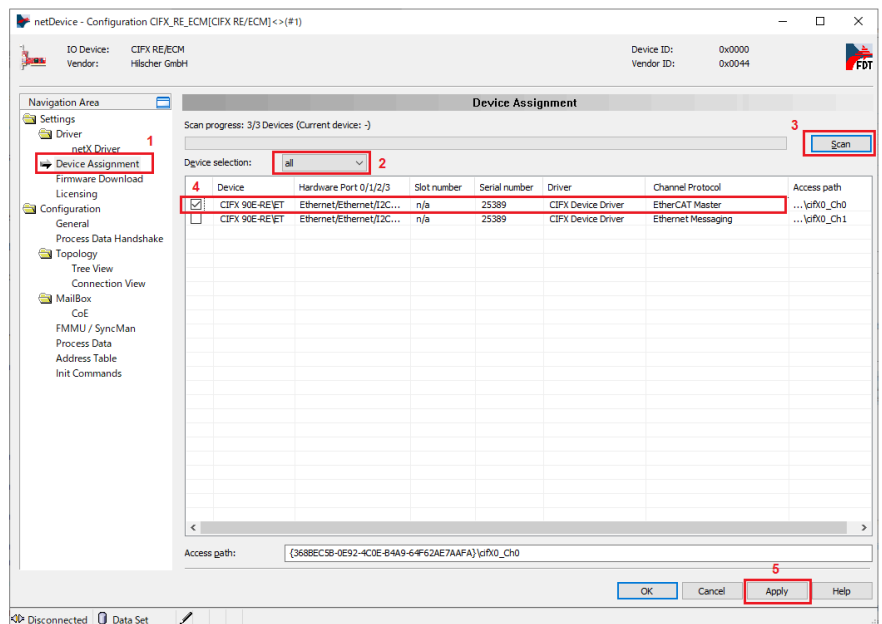 netDevice - Configuration CIFX_RE_ECM[CIFX RE/ECM]<>(#1)
IO Device: CIFX RE/ECM Device ID: 0x0000
Vendor: Hilscher GmbH Vendor ID: 0x0044
FDT
Navigation Area
Settings
Driver
netX Driver
1
Device Assignment
Firmware Download
Licensing
Configuration
General
Process Data Handshake
Topology
Tree View
Connection View
MailBox
CoE
FMMU / SyncMan
Process Data
Address Table
Init Commands
Device Assignment
Scan progress: 3/3 Devices (Current device: -)
3
Scan
Device selection: all 2
4 Device Hardware Port 0/1/2/3 Slot number Serial number Driver Channel Protocol Access path
CIFX 90E-RE\ET Ethernet/Ethernet/I2C... n/a 25389 CIFX Device Driver EtherCAT Master ...\cifX0_Ch0
CIFX 90E-RE\ET Ethernet/Ethernet/I2C... n/a 25389 CIFX Device Driver Ethernet Messaging ...\cifX0_Ch1
Access path: {368BEC5B-0E92-4C0E-B4A9-64F62AE7AAFA}\cifX0_Ch0
5
OK Cancel Apply Help
Disconnected Data Set